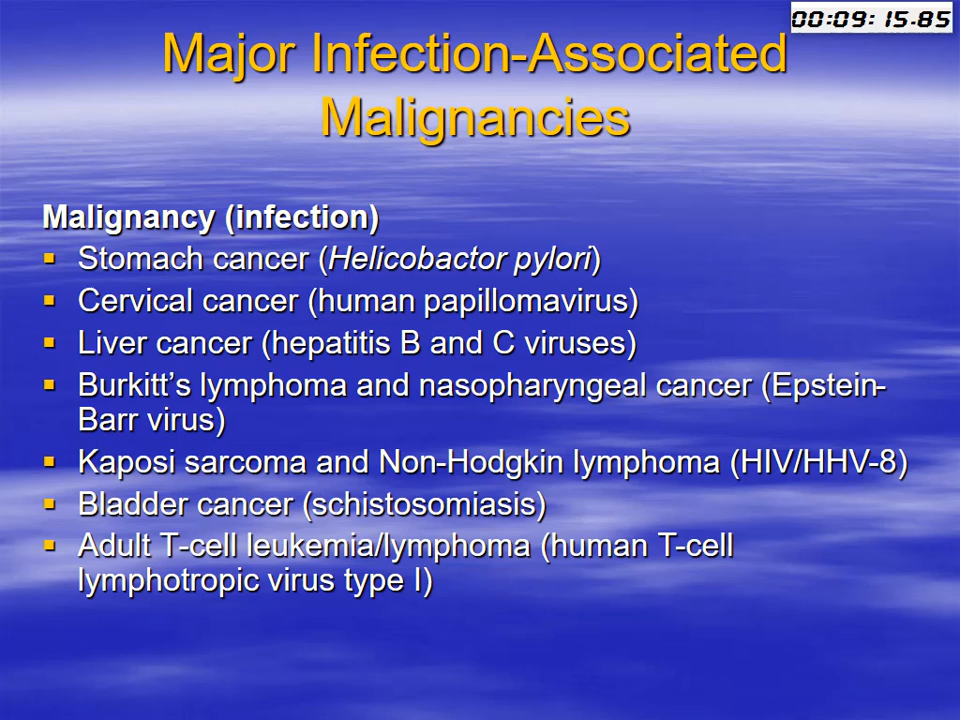 00:09:15.85
Major Infection-Associated
Malignancies
Malignancy (infection)
▪ Stomach cancer (Helicobactor pylori)
▪ Cervical cancer (human papillomavirus)
▪ Liver cancer (hepatitis B and C viruses)
▪ Burkitt’s lymphoma and nasopharyngeal cancer (Epstein-
Barr virus)
▪ Kaposi sarcoma and Non-Hodgkin lymphoma (HIV/HHV-8)
▪ Bladder cancer (schistosomiasis)
▪ Adult T-cell leukemia/lymphoma (human T-cell
lymphotropic virus type I)